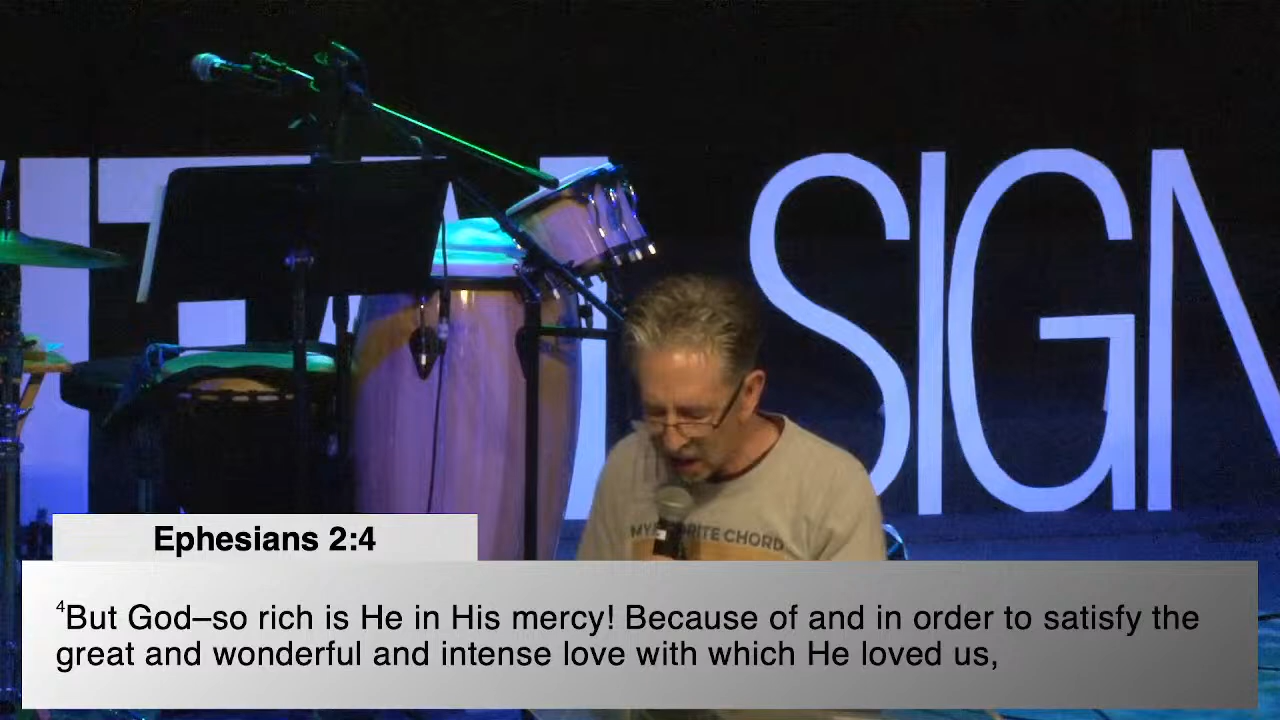 SIGN
CHORD
Ephesians 2:4
4But God–so rich is He in His mercy! Because of and in order to satisfy the
great and wonderful and intense love with which He loved us,